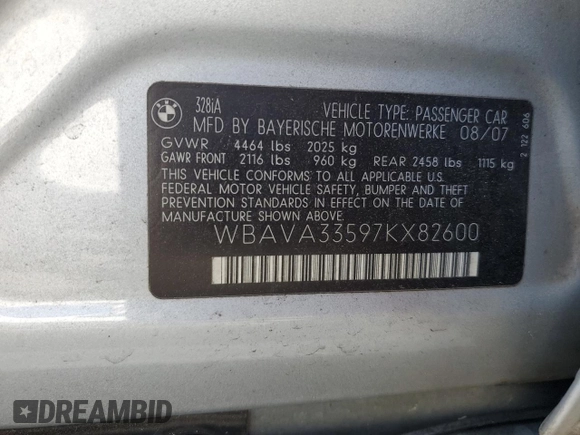 328iA
VEHICLE TYPE: PASSENGER CAR
MFD BY BAYERISCHE MOTORENWERKE 08/07
GVWR 4464 lbs 2025 kg
GAWR FRONT 2116 lbs 960 kg REAR 2458 lbs 1115 kg
THIS VEHICLE CONFORMS TO ALL APPLICABLE U.S.
FEDERAL MOTOR VEHICLE SAFETY, BUMPER AND THEFT
PREVENTION STANDARDS IN EFFECT ON THE DATE OF
MANUFACTURE SHOWN ABOVE.
WBAVA33597KX82600
2 122 606
BMW
DREAMBID